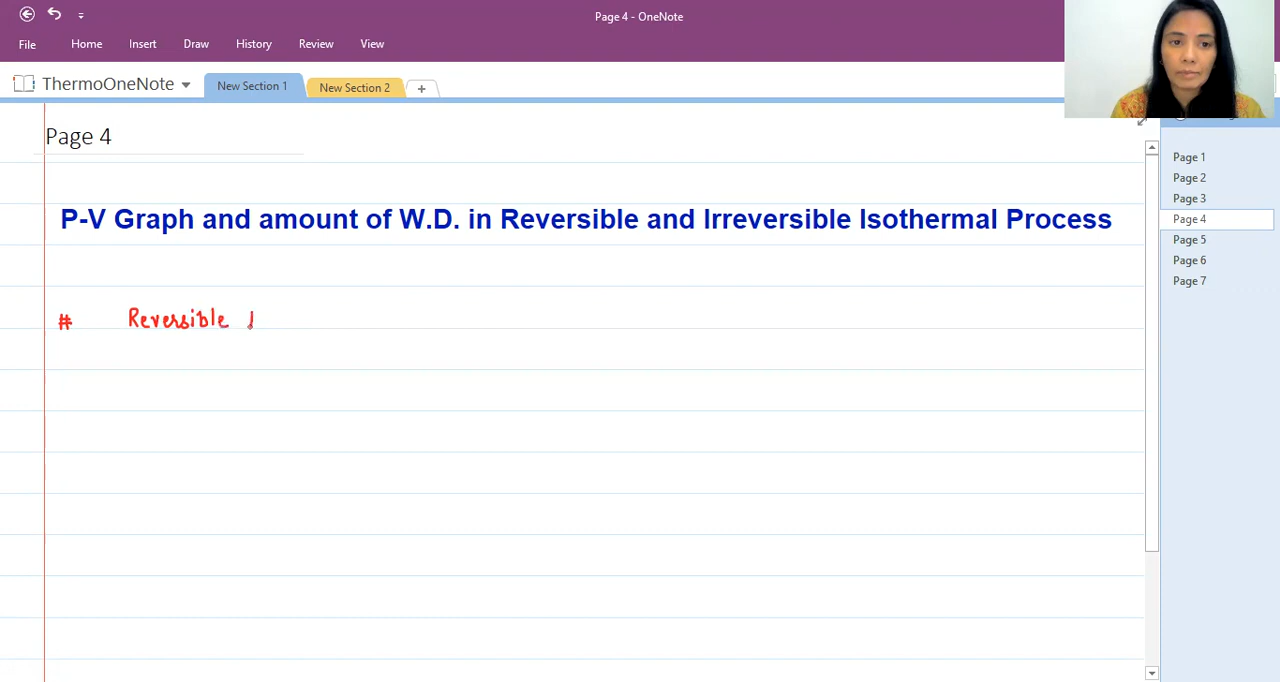 Page 4 - OneNote
File Home Insert Draw History Review View
ThermoOneNote New Section 1 New Section 2 +
Page 4
Page 1
Page 2
Page 3
Page 4
Page 5
Page 6
Page 7
P-V Graph and amount of W.D. in Reversible and Irreversible Isothermal Process
# Reversible